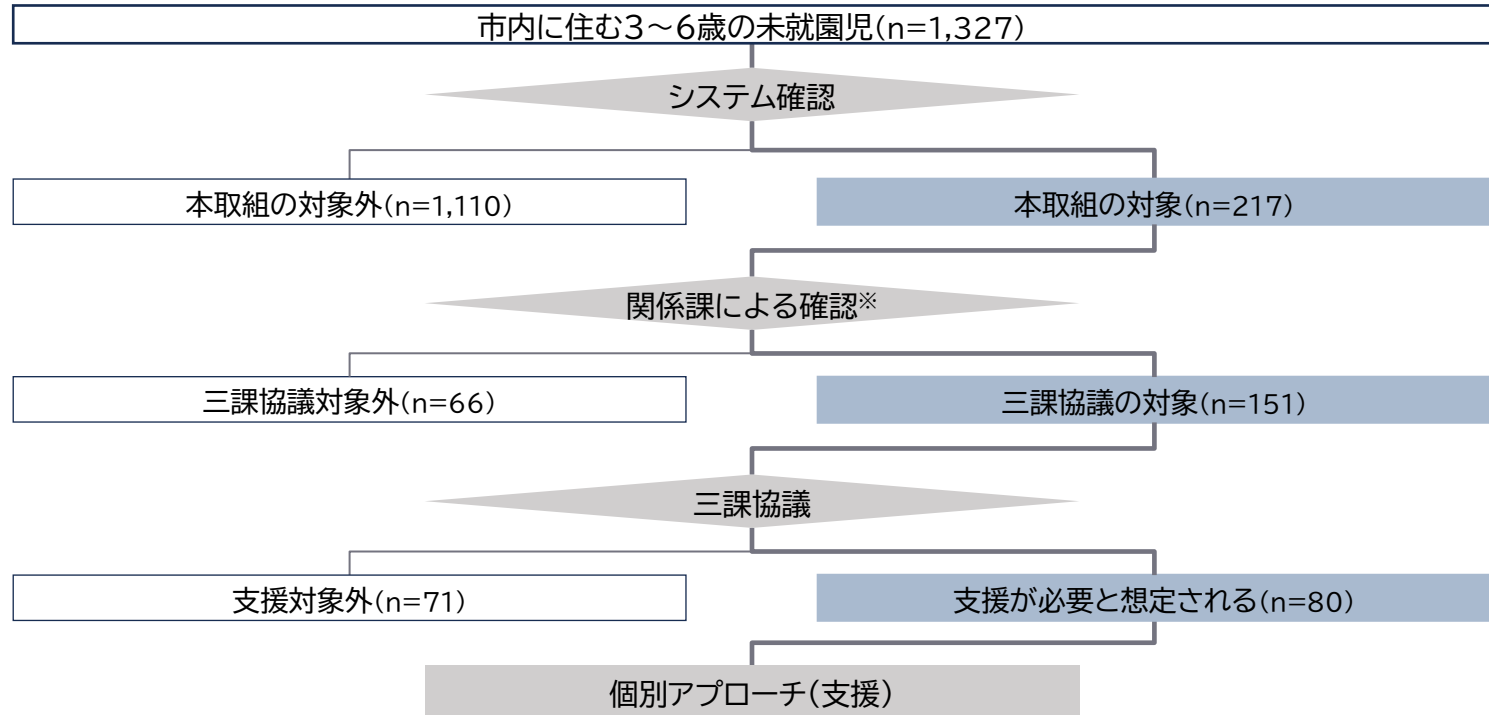 市内に住む3～6歳の未就園児(n=1,327)
システム確認
本取組の対象外(n=1,110)
本取組の対象(n=217)
関係課による確認※
三課協議対象外(n=66)
三課協議の対象(n=151)
三課協議
支援対象外(n=71)
支援が必要と想定される(n=80)
個別アプローチ(支援)